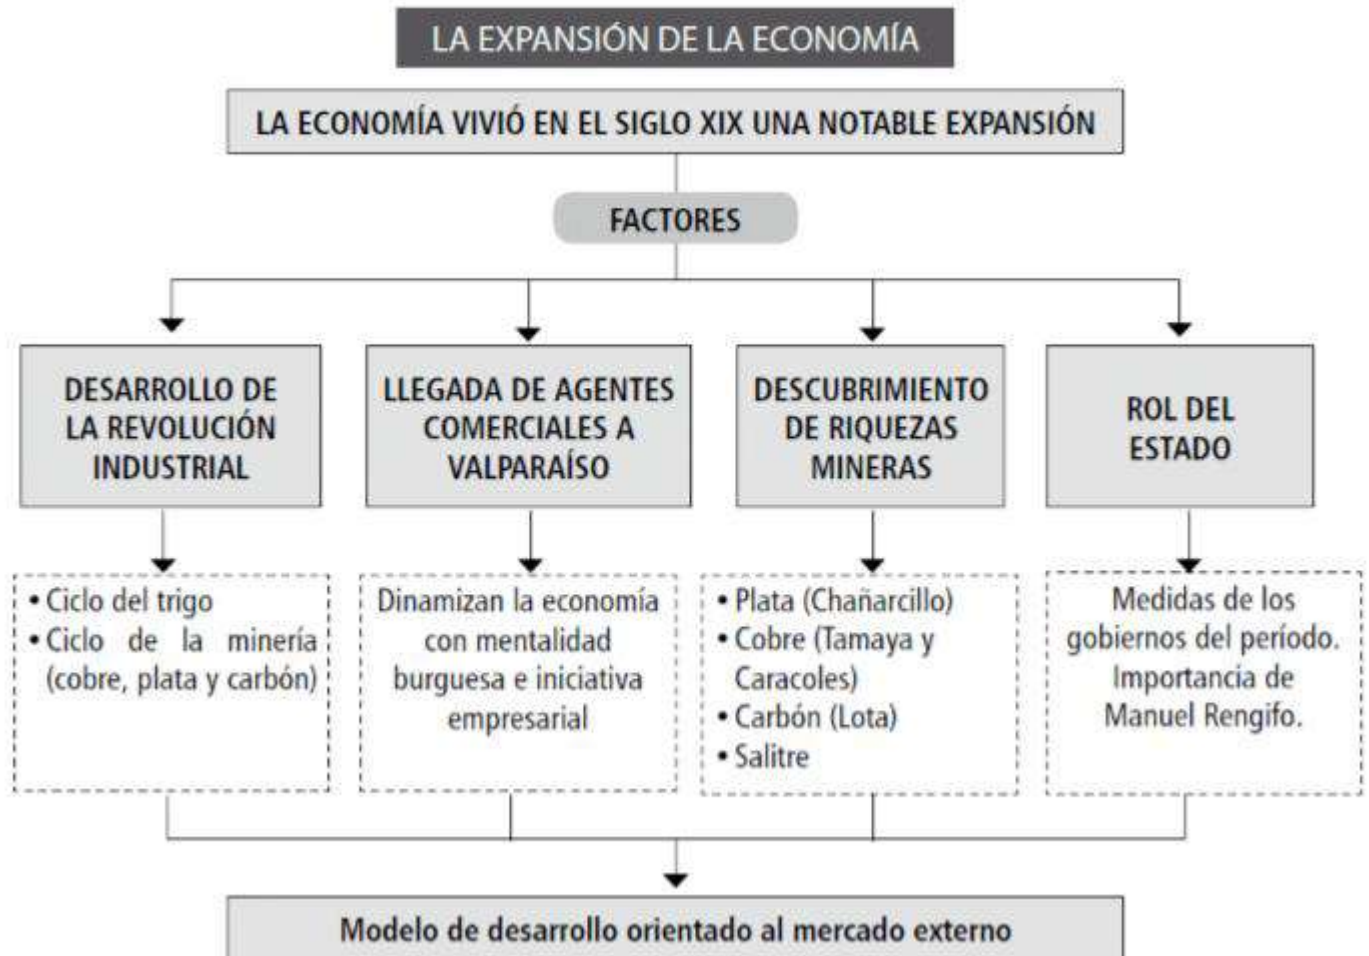 LA EXPANSIÓN DE LA ECONOMÍA
LA ECONOMÍA VIVIÓ EN EL SIGLO XIX UNA NOTABLE EXPANSIÓN
FACTORES
DESARROLLO DE
LA REVOLUCIÓN
INDUSTRIAL
LLEGADA DE AGENTES
COMERCIALES A
VALPARAÍSO
DESCUBRIMIENTO
DE RIQUEZAS
MINERAS
ROL DEL
ESTADO
• Ciclo del trigo
• Ciclo de la minería
(cobre, plata y carbón)
Dinamizan la economía
con mentalidad
burguesa e iniciativa
empresarial
• Plata (Chañarcillo)
• Cobre (Tamaya y
Caracoles)
• Carbón (Lota)
• Salitre
Medidas de los
gobiernos del período.
Importancia de
Manuel Rengifo.
Modelo de desarrollo orientado al mercado externo